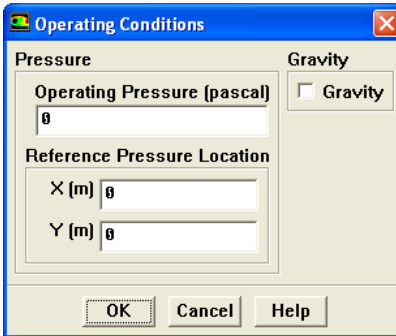 Operating Conditions
Pressure
Gravity
Operating Pressure (pascal)
Gravity
0
Reference Pressure Location
X (m) 0
Y (m) 0
OK Cancel Help